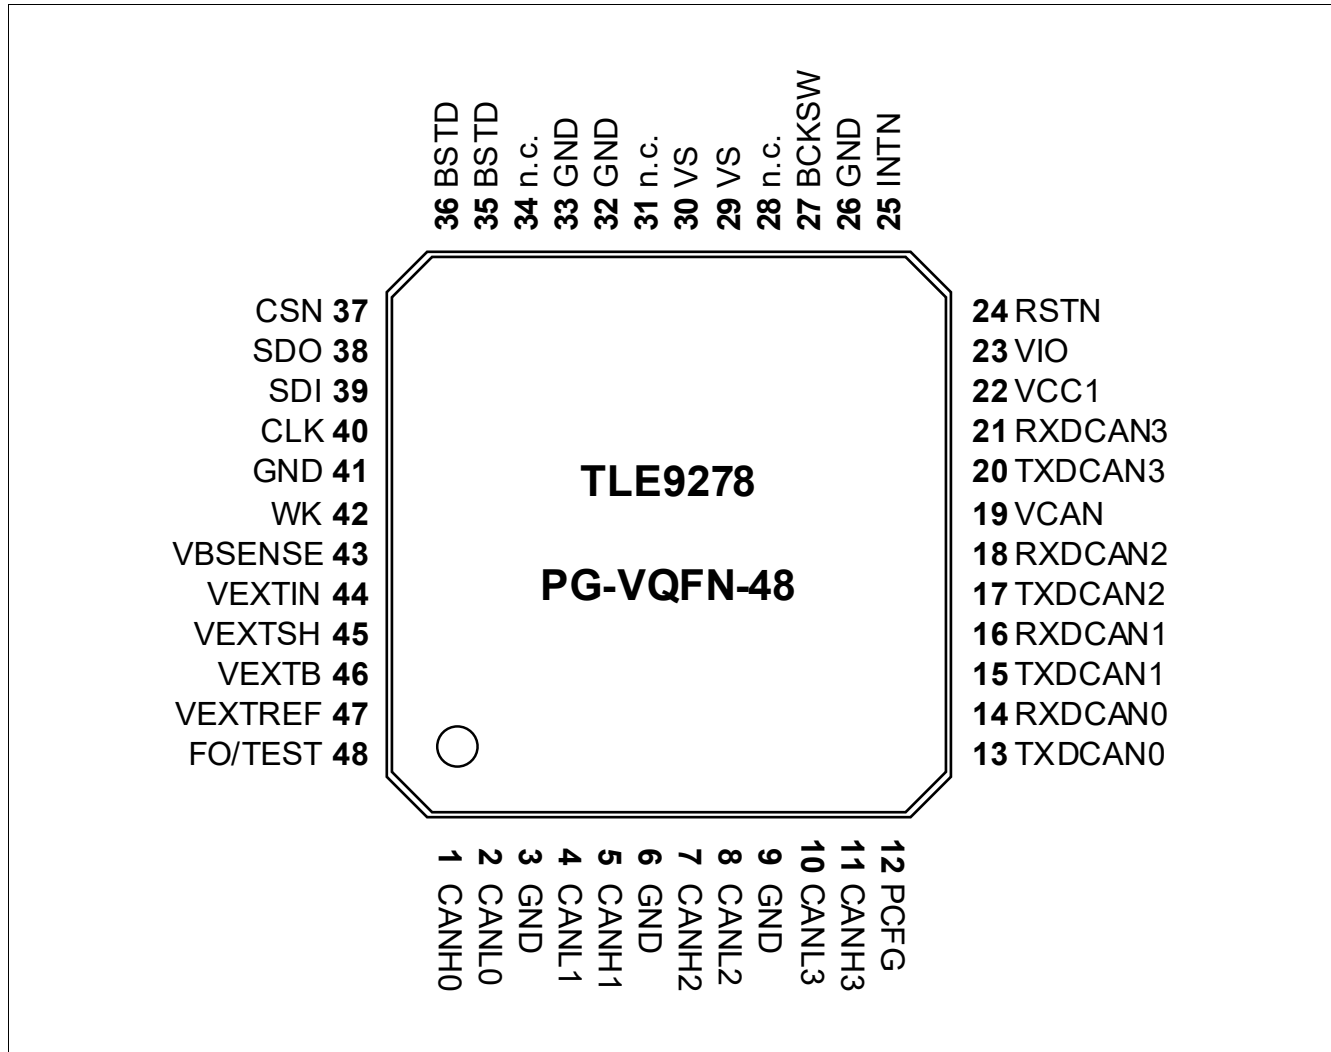 36 BSTD
35 BSTD
34 n.c.
33 GND
32 GND
31 n.c.
30 VS
29 VS
28 n.c.
27 BCKSW
26 GND
25 INTN
CSN 37
SDO 38
SDI 39
CLK 40
GND 41
WK 42
VBSENSE 43
VEXTIN 44
VEXTSH 45
VEXTB 46
VEXTREF 47
FO/TEST 48
TLE9278
PG-VQFN-48
24 RSTN
23 VIO
22 VCC1
21 RXDCAN3
20 TXDCAN3
19 VCAN
18 RXDCAN2
17 TXDCAN2
16 RXDCAN1
15 TXDCAN1
14 RXDCAN0
13 TXDCAN0
1 CANH0
2 CANL0
3 GND
4 CANL1
5 CANH1
6 GND
7 CANH2
8 CANL2
9 GND
10 CANL3
11 CANH3
12 PCFG